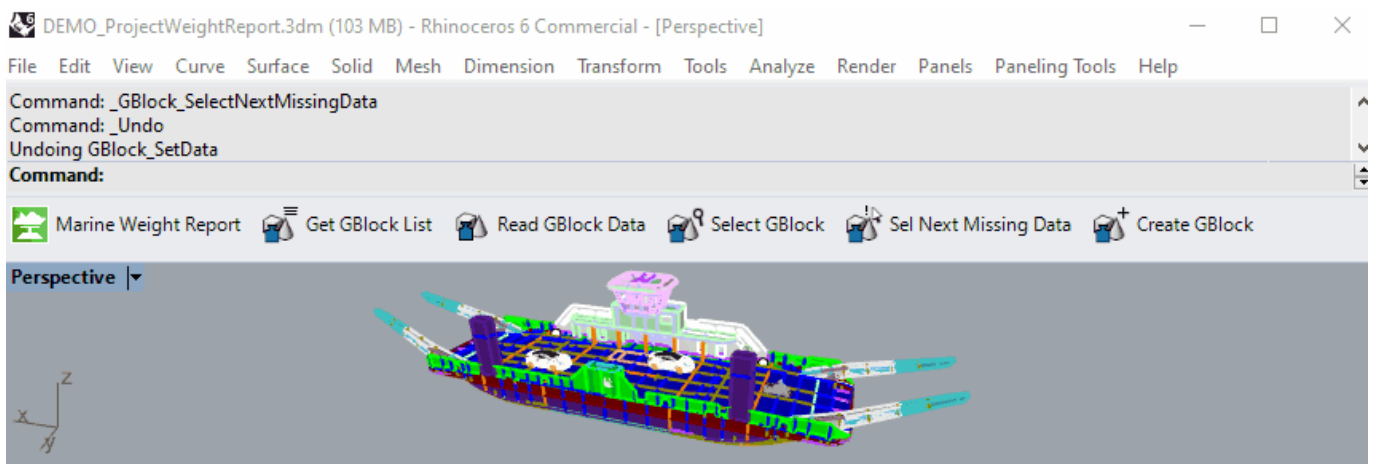 DEMO_ProjectWeightReport.3dm (103 MB) - Rhinoceros 6 Commercial - [Perspective]
File Edit View Curve Surface Solid Mesh Dimension Transform Tools Analyze Render Panels Paneling Tools Help
Command: _GBlock_SelectNextMissingData
Command: _Undo
Undoing GBlock_SetData
Command:
Marine Weight Report Get GBlock List Read GBlock Data Select GBlock Sel Next Missing Data Create GBlock
Perspective
z
x
y